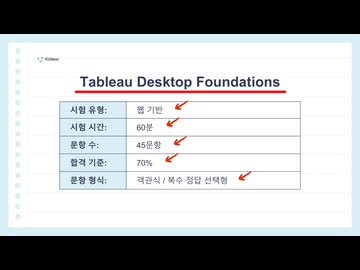 Tableau Desktop Foundations
시험 유형: 웹 기반
시험 시간: 60분
문항 수: 45문항
합격 기준: 70%
문항 형식: 객관식 / 복수 정답 선택형